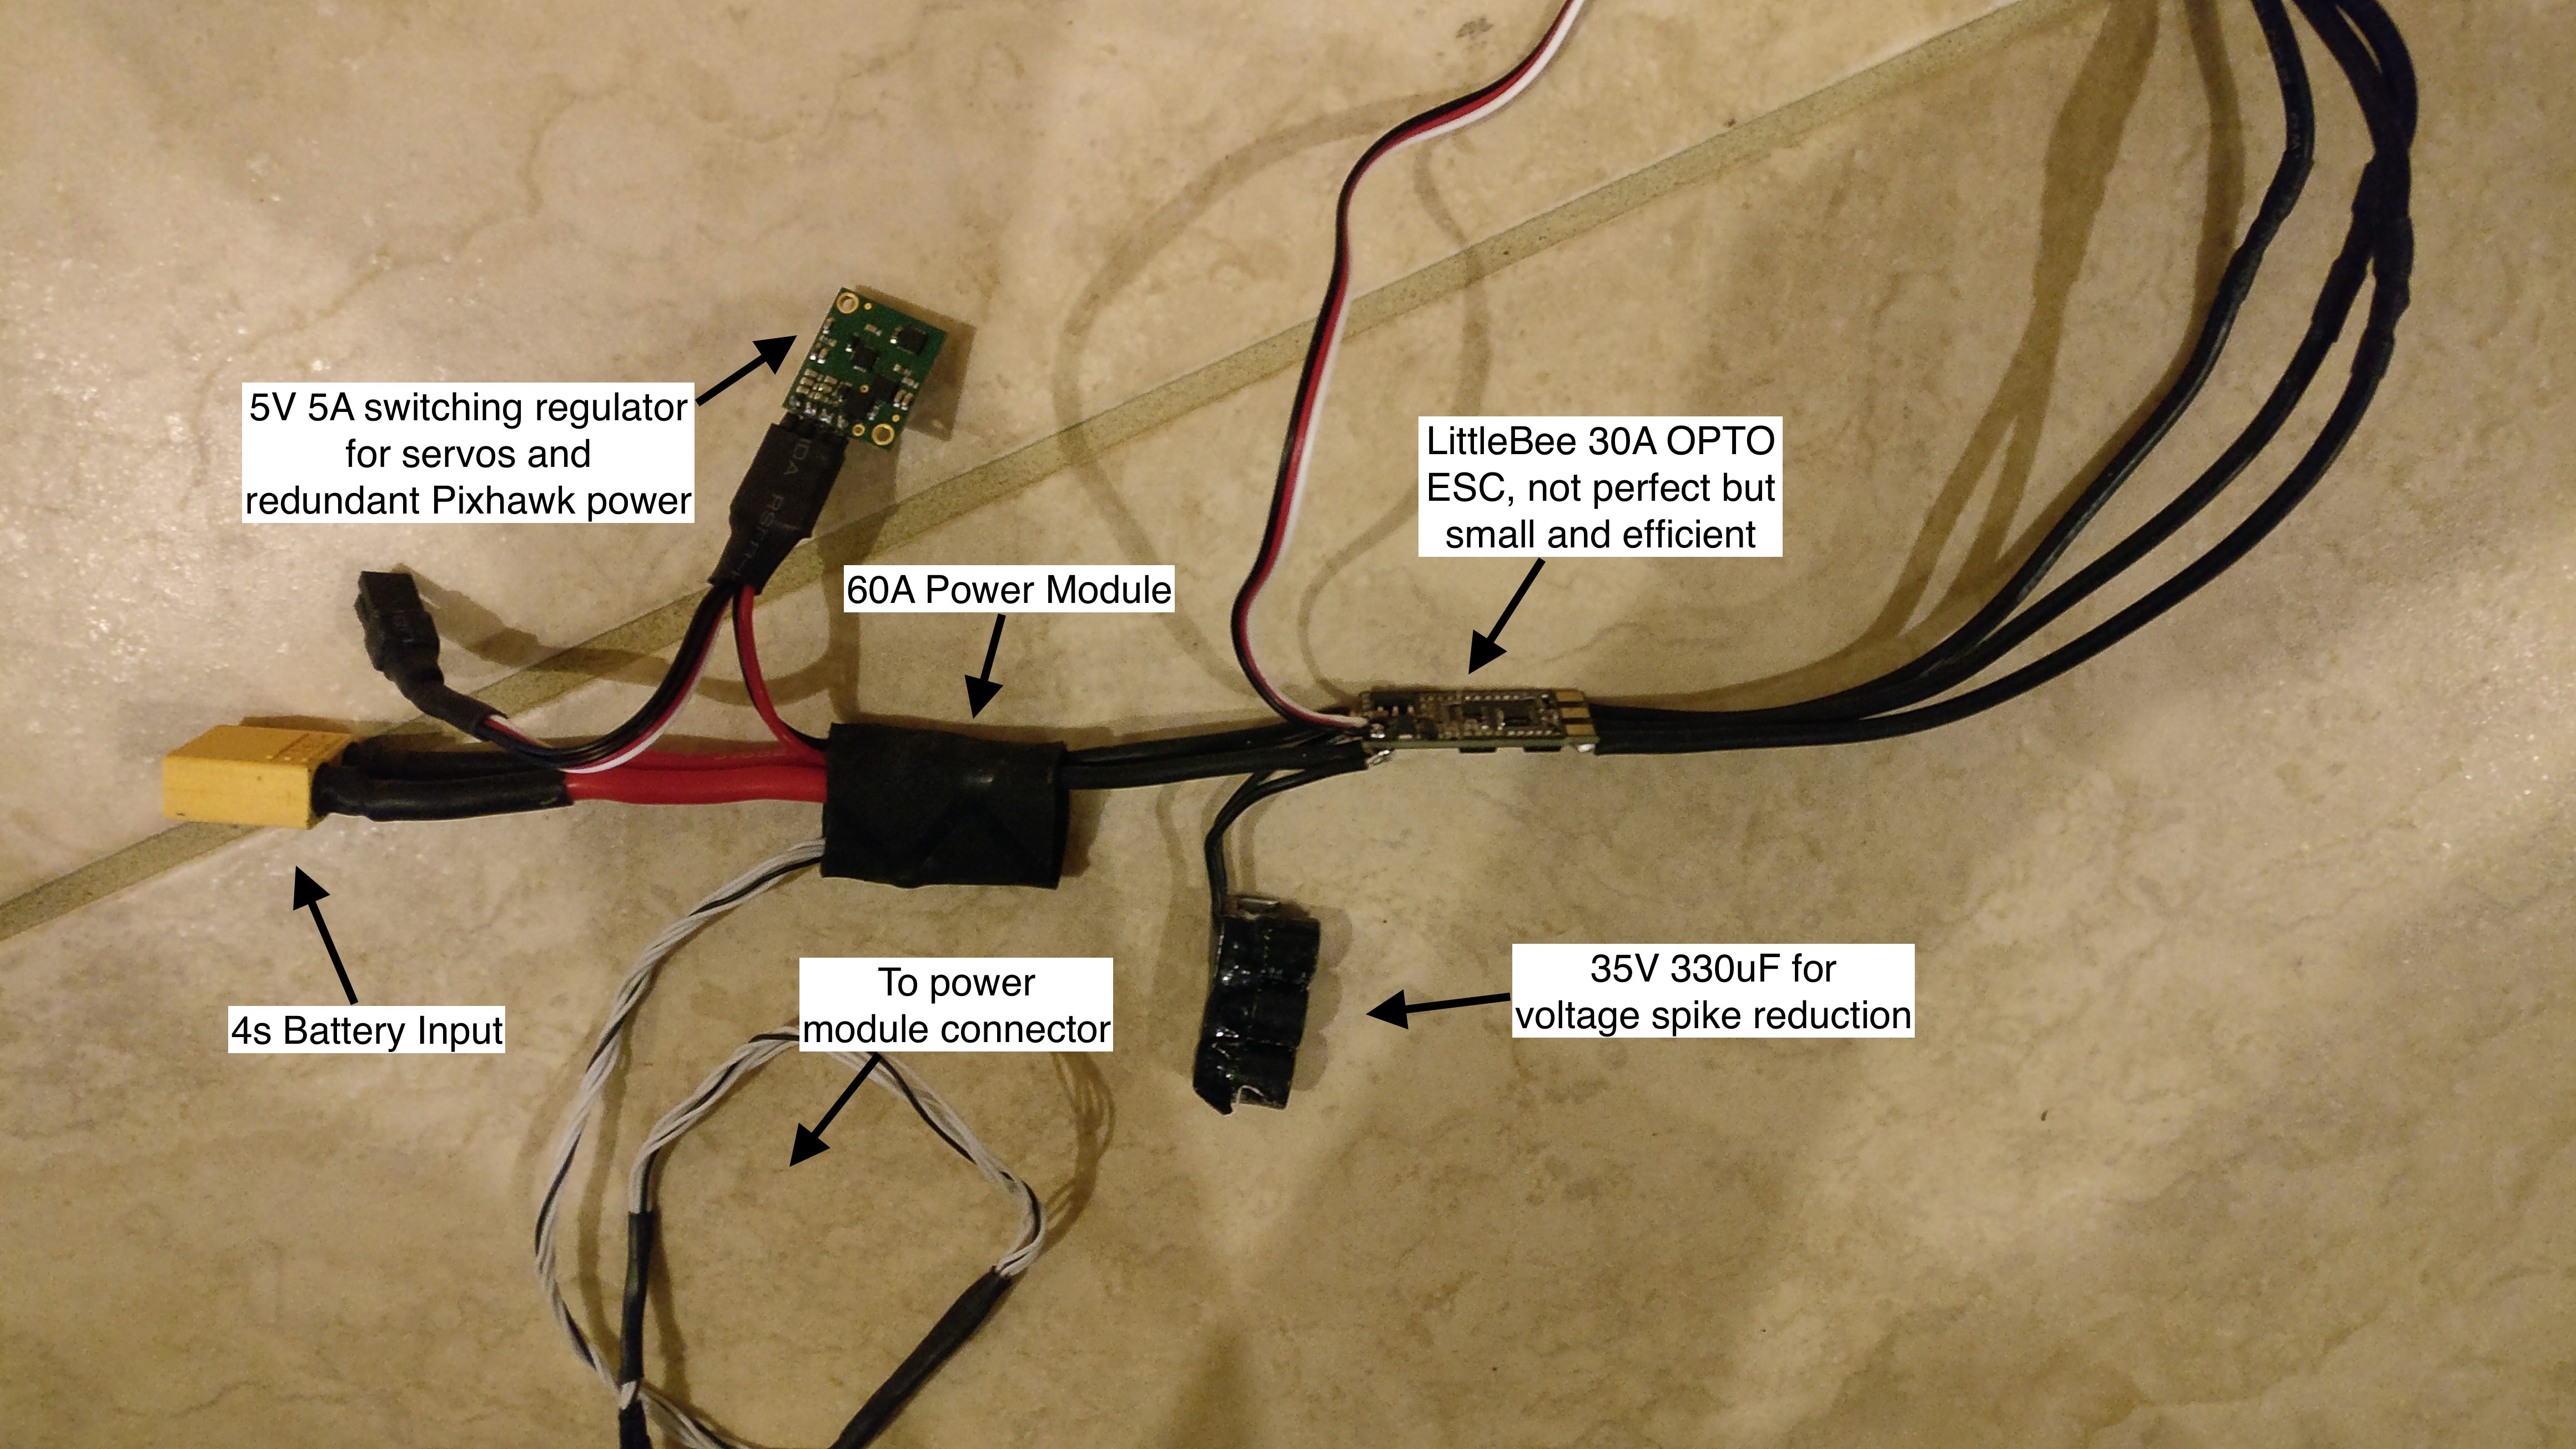 5V 5A switching regulator
for servos and
redundant Pixhawk power
60A Power Module
LittleBee 30A OPTO
ESC, not perfect but
small and efficient
4s Battery Input
To power
module connector
35V 330uF for
voltage spike reduction